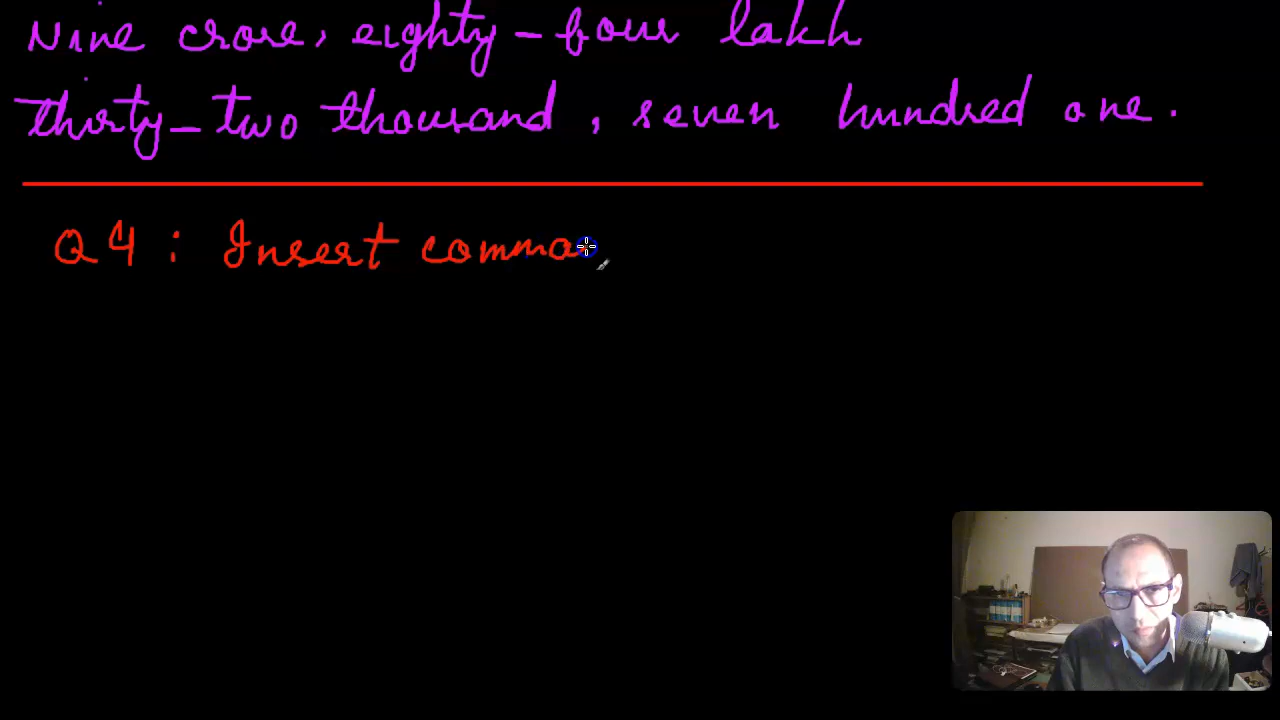 Nine crore, eighty-four lakh
thirty-two thousand, seven hundred one.
Q4: Insert comma